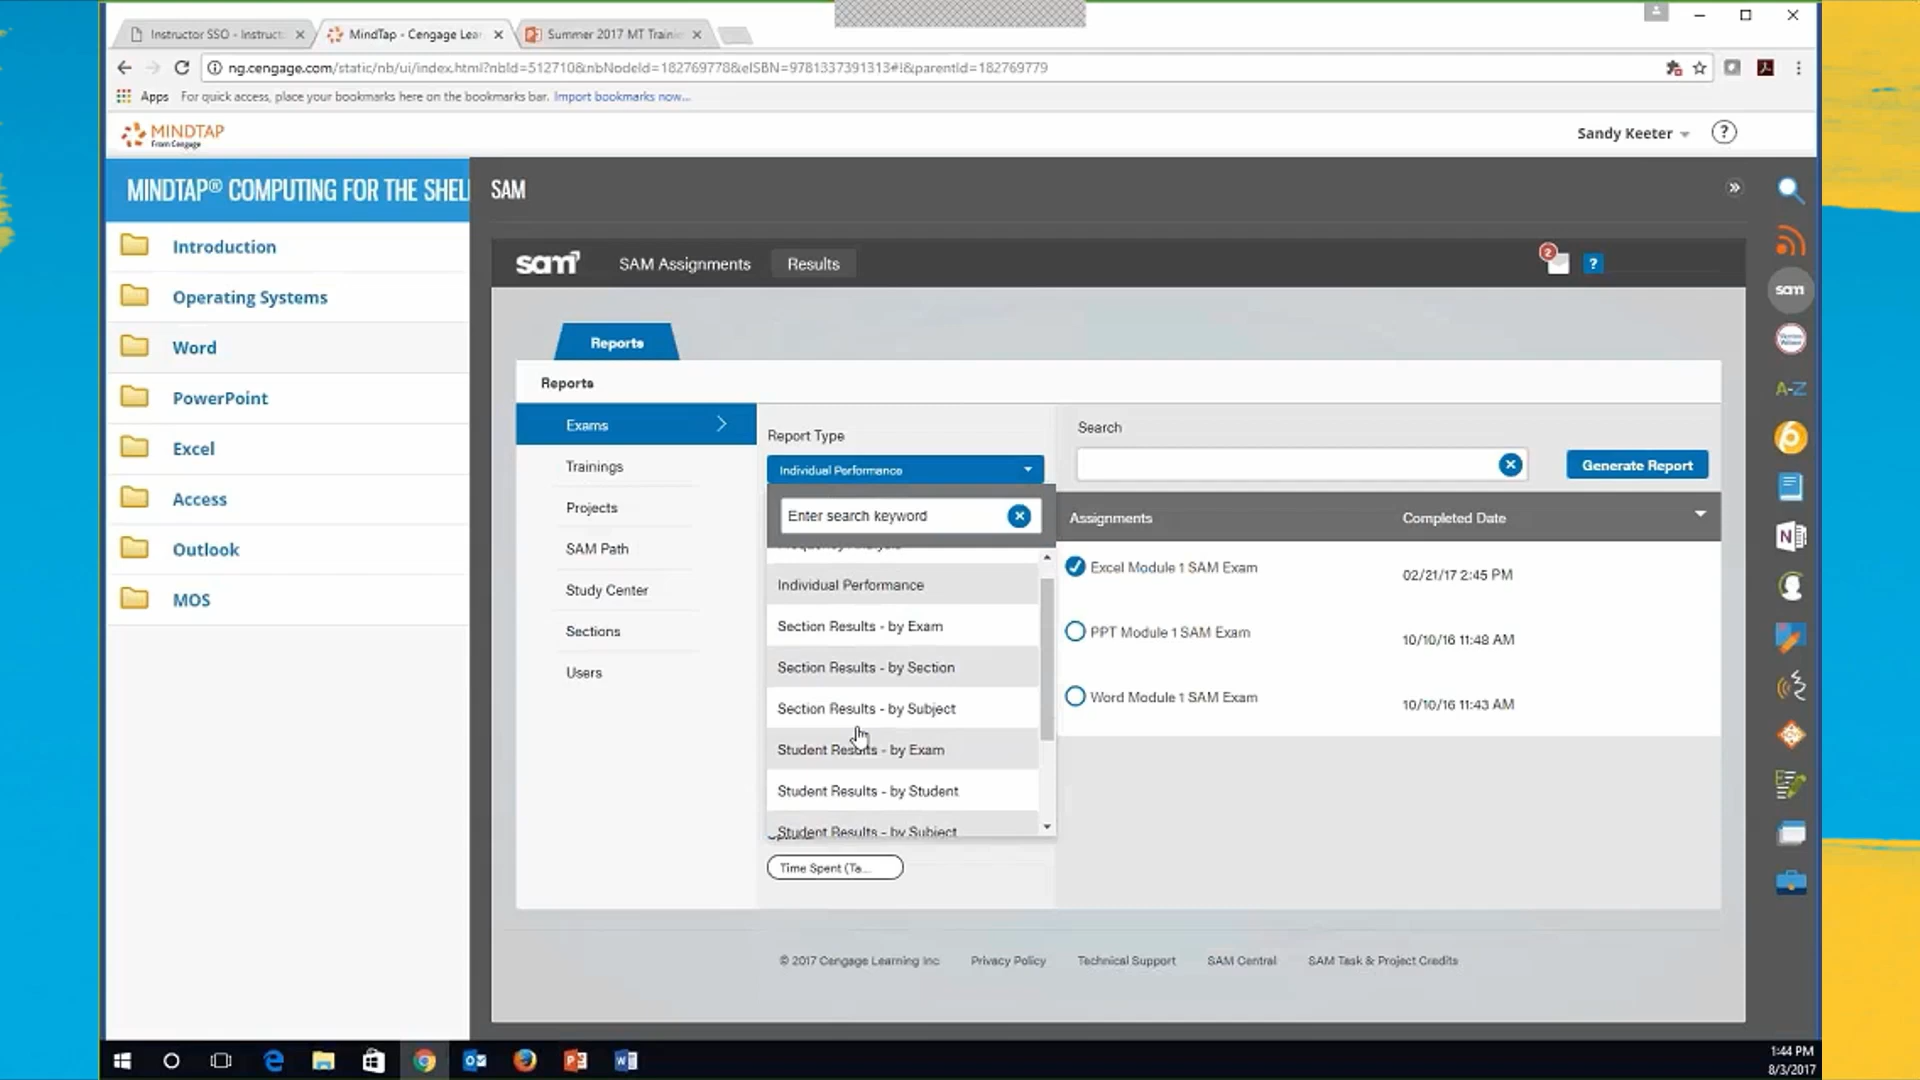 Instructor SSO - Instruct
MindTap - Cengage Lea
Summer 2017 MT Traini
ng.cengage.com/static/nb/ui/index.html?nbId=512710&nbNodeId=182769778&eISBN=9781337391313#!&parentId=182769779
Apps
For quick access, place your bookmarks here on the bookmarks bar. Import bookmarks now...
MINDTAP
From Cengage
Sandy Keeter
?
MINDTAP® COMPUTING FOR THE SHEL
SAM
Introduction
Operating Systems
Word
PowerPoint
Excel
Access
Outlook
MOS
sam
SAM Assignments
Results
2
?
Reports
Reports
Exams
Trainings
Projects
SAM Path
Study Center
Sections
Users
Report Type
Individual Performance
Enter search keyword
Individual Performance
Section Results - by Exam
Section Results - by Section
Section Results - by Subject
Student Results - by Exam
Student Results - by Student
Student Results - by Subject
Time Spent (Ta...
Search
Generate Report
Assignments
Completed Date
Excel Module 1 SAM Exam
02/21/17 2:45 PM
PPT Module 1 SAM Exam
10/10/16 11:48 AM
Word Module 1 SAM Exam
10/10/16 11:43 AM
sam
A-Z
© 2017 Cengage Learning Inc
Privacy Policy
Technical Support
SAM Central
SAM Task & Project Credits
1:44 PM
8/3/2017